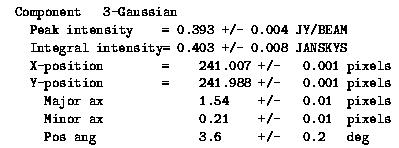 Component 3-Gaussian
Peak intensity = 0.393 +/- 0.004 JY/BEAM
Integral intensity= 0.403 +/- 0.008 JANSKYS
X-position = 241.007 +/- 0.001 pixels
Y-position = 241.988 +/- 0.001 pixels
Major ax 1.54 +/- 0.01 pixels
Minor ax 0.21 +/- 0.01 pixels
Pos ang 3.6 +/- 0.2 deg